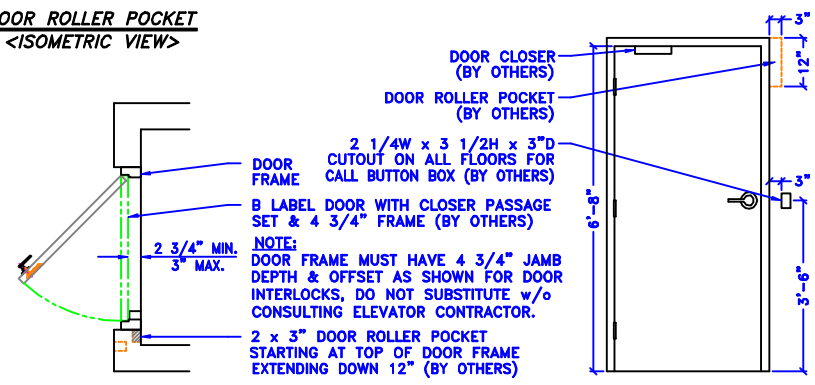 OOR ROLLER POCKET
<ISOMETRIC VIEW>
3"
12"
DOOR CLOSER
(BY OTHERS)
DOOR ROLLER POCKET
(BY OTHERS)
2 1/4W x 3 1/2H x 3"D
CUTOUT ON ALL FLOORS FOR
CALL BUTTON BOX (BY OTHERS)
DOOR
FRAME
B LABEL DOOR WITH CLOSER PASSAGE
SET & 4 3/4" FRAME (BY OTHERS)
2 3/4" MIN.
3" MAX.
NOTE:
DOOR FRAME MUST HAVE 4 3/4" JAMB
DEPTH & OFFSET AS SHOWN FOR DOOR
INTERLOCKS, DO NOT SUBSTITUTE w/o
CONSULTING ELEVATOR CONTRACTOR.
2 x 3" DOOR ROLLER POCKET
STARTING AT TOP OF DOOR FRAME
EXTENDING DOWN 12" (BY OTHERS)
6'-8"
3"
3'-6"